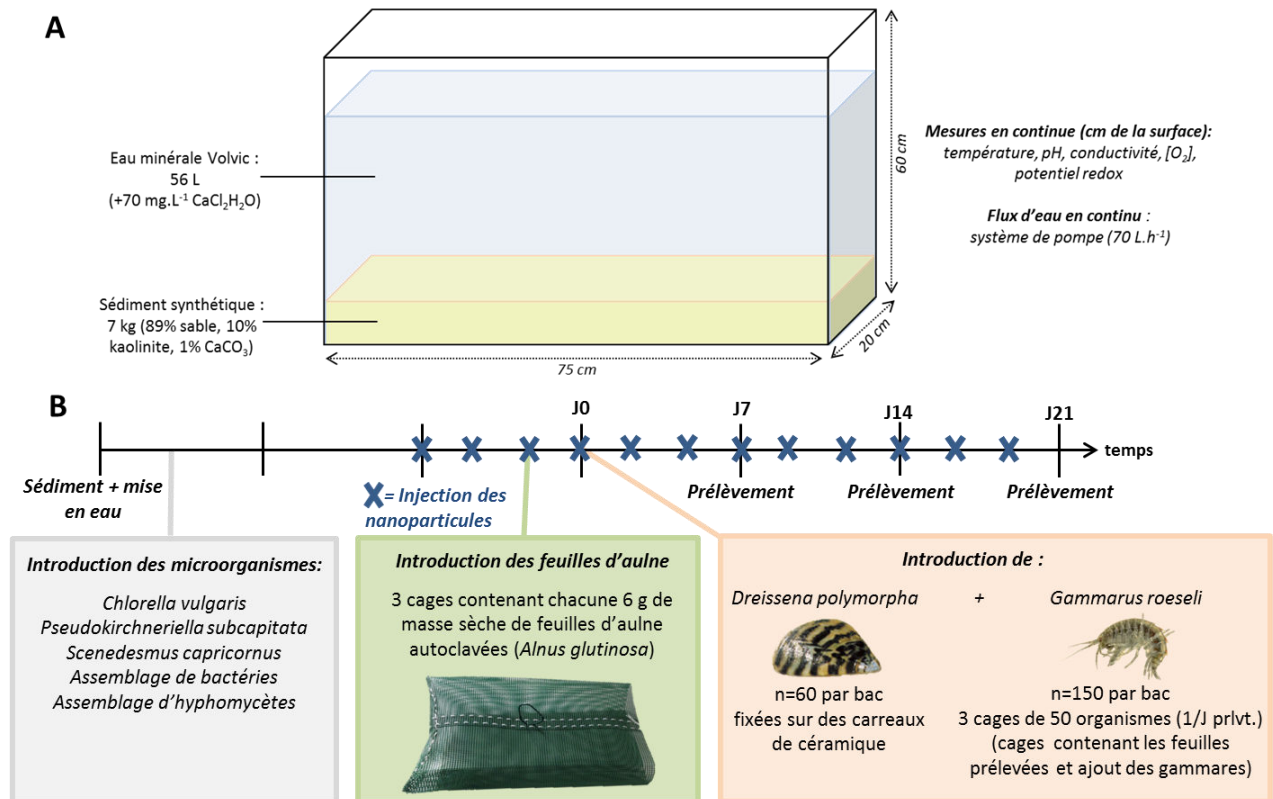 A
Eau minérale Volvic :
56 L
(+70 mg.L⁻¹ CaCl₂H₂O)
Sédiment synthétique :
7 kg (89% sable, 10%
kaolinite, 1% CaCO₃)
60 cm
20 cm
75 cm
Mesures en continue (cm de la surface):
température, pH, conductivité, [O₂],
potentiel redox
Flux d'eau en continu :
système de pompe (70 L.h⁻¹)
B
J0
J7
J14
J21
temps
Sédiment + mise
en eau
= Injection des
nanoparticules
Prélèvement
Prélèvement
Prélèvement
Introduction des microorganismes:
Chlorella vulgaris
Pseudokirchneriella subcapitata
Scenedesmus capricornus
Assemblage de bactéries
Assemblage d'hyphomycètes
Introduction des feuilles d'aulne
3 cages contenant chacune 6 g de
masse sèche de feuilles d'aulne
autoclavées (Alnus glutinosa)
Introduction de :
Dreissena polymorpha + Gammarus roeseli
n=60 par bac
fixées sur des carreaux
de céramique
n=150 par bac
3 cages de 50 organismes (1/J prlvt.)
(cages contenant les feuilles
prélevées et ajout des gammares)